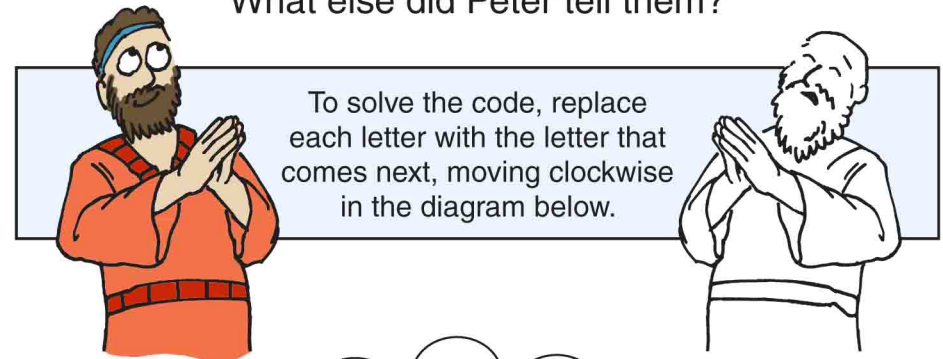 What else did Peter tell them?
To solve the code, replace
each letter with the letter that
comes next, moving clockwise
in the diagram below.